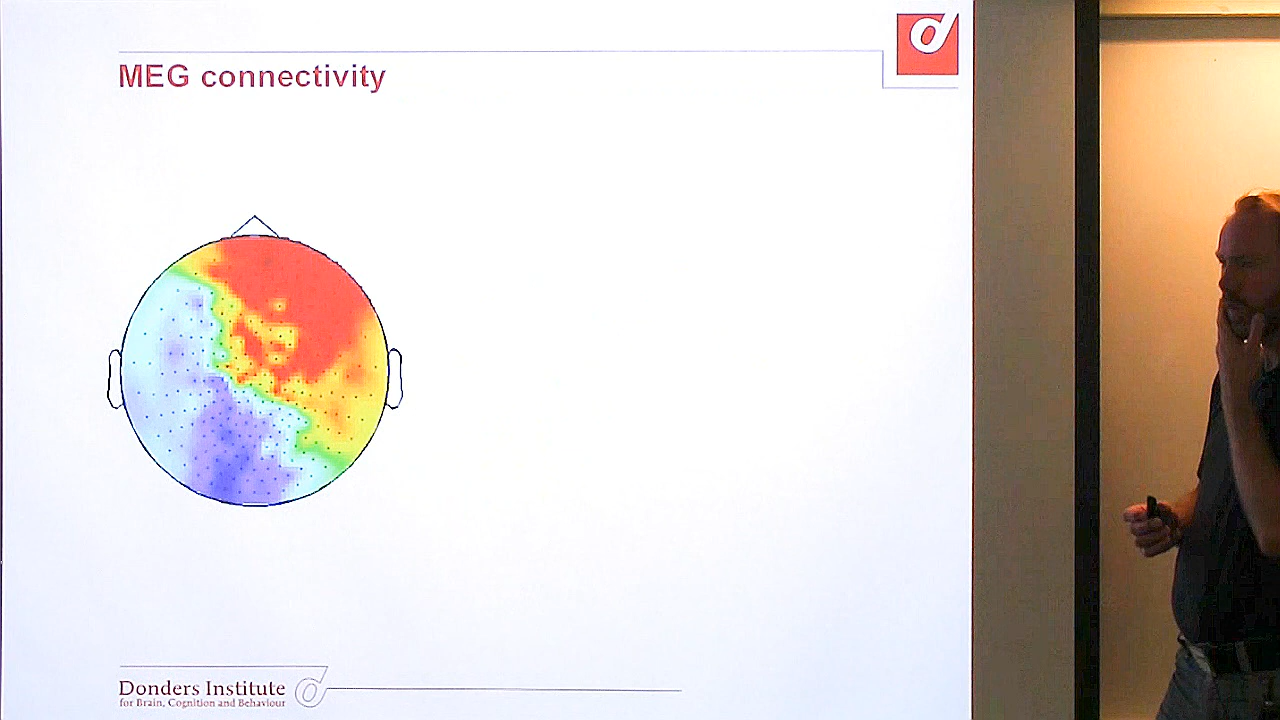 MEG connectivity
Donders Institute
for Brain, Cognition and Behaviour